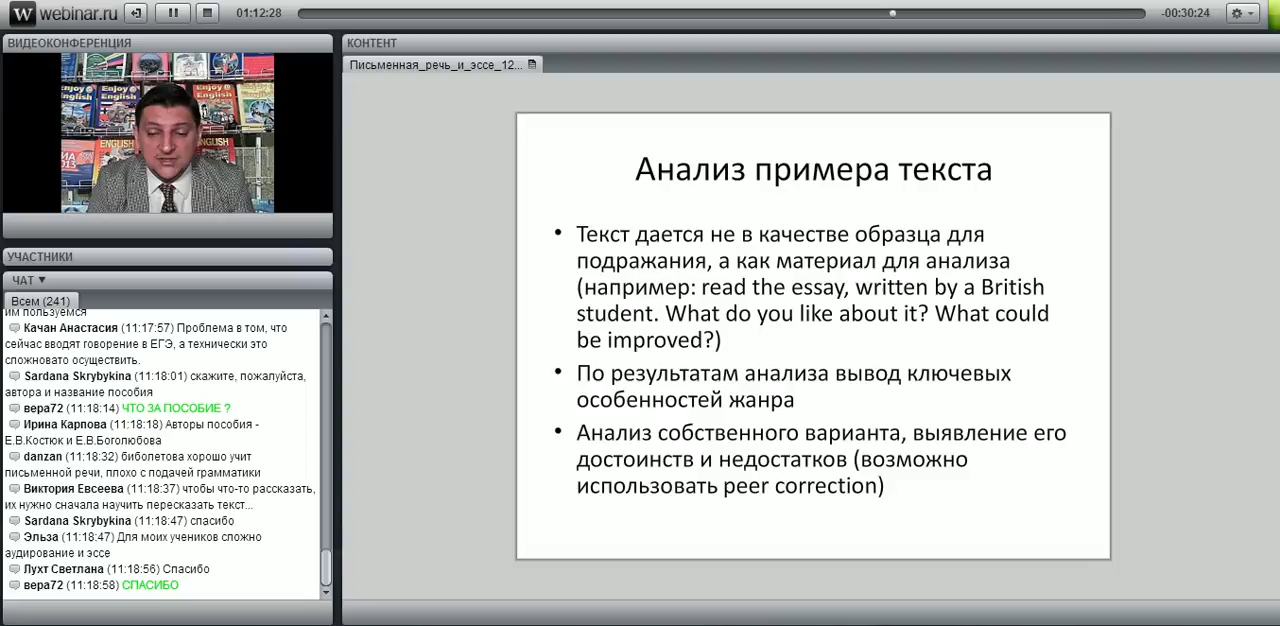 W webinar.ru
01:12:28
-00:30:24
ВИДЕОКОНФЕРЕНЦИЯ
Enjoy English
Enjoy English
ENGLISH
ENGLISH
УЧАСТНИКИ
ЧАТ ▼
Всем (241)
им пользуемся
Качан Анастасия (11:17:57) Проблема в том, что
сейчас вводят говорение в ЕГЭ, а технически это
сложновато осуществить.
Sardana Skrybykina (11:18:01) скажите, пожалуйста,
автора и название пособия
вера72 (11:18:14) ЧТО ЗА ПОСОБИЕ ?
Ирина Карпова (11:18:18) Авторы пособия -
Е.В.Костюк и Е.В.Боголюбова
danzan (11:18:32) биболетова хорошо учит
письменной речи, плохо с подачей грамматики
Виктория Евсеева (11:18:37) чтобы что-то рассказать,
их нужно сначала научить пересказать текст...
Sardana Skrybykina (11:18:47) спасибо
Эльза (11:18:47) Для моих учеников сложно
аудирование и эссе
Лухт Светлана (11:18:56) Спасибо
вера72 (11:18:58) СПАСИБО
КОНТЕНТ
Письменная_речь_и_эссе_12...
Анализ примера текста
• Текст дается не в качестве образца для
подражания, а как материал для анализа
(например: read the essay, written by a British
student. What do you like about it? What could
be improved?)
• По результатам анализа вывод ключевых
особенностей жанра
• Анализ собственного варианта, выявление его
достоинств и недостатков (возможно
использовать peer correction)